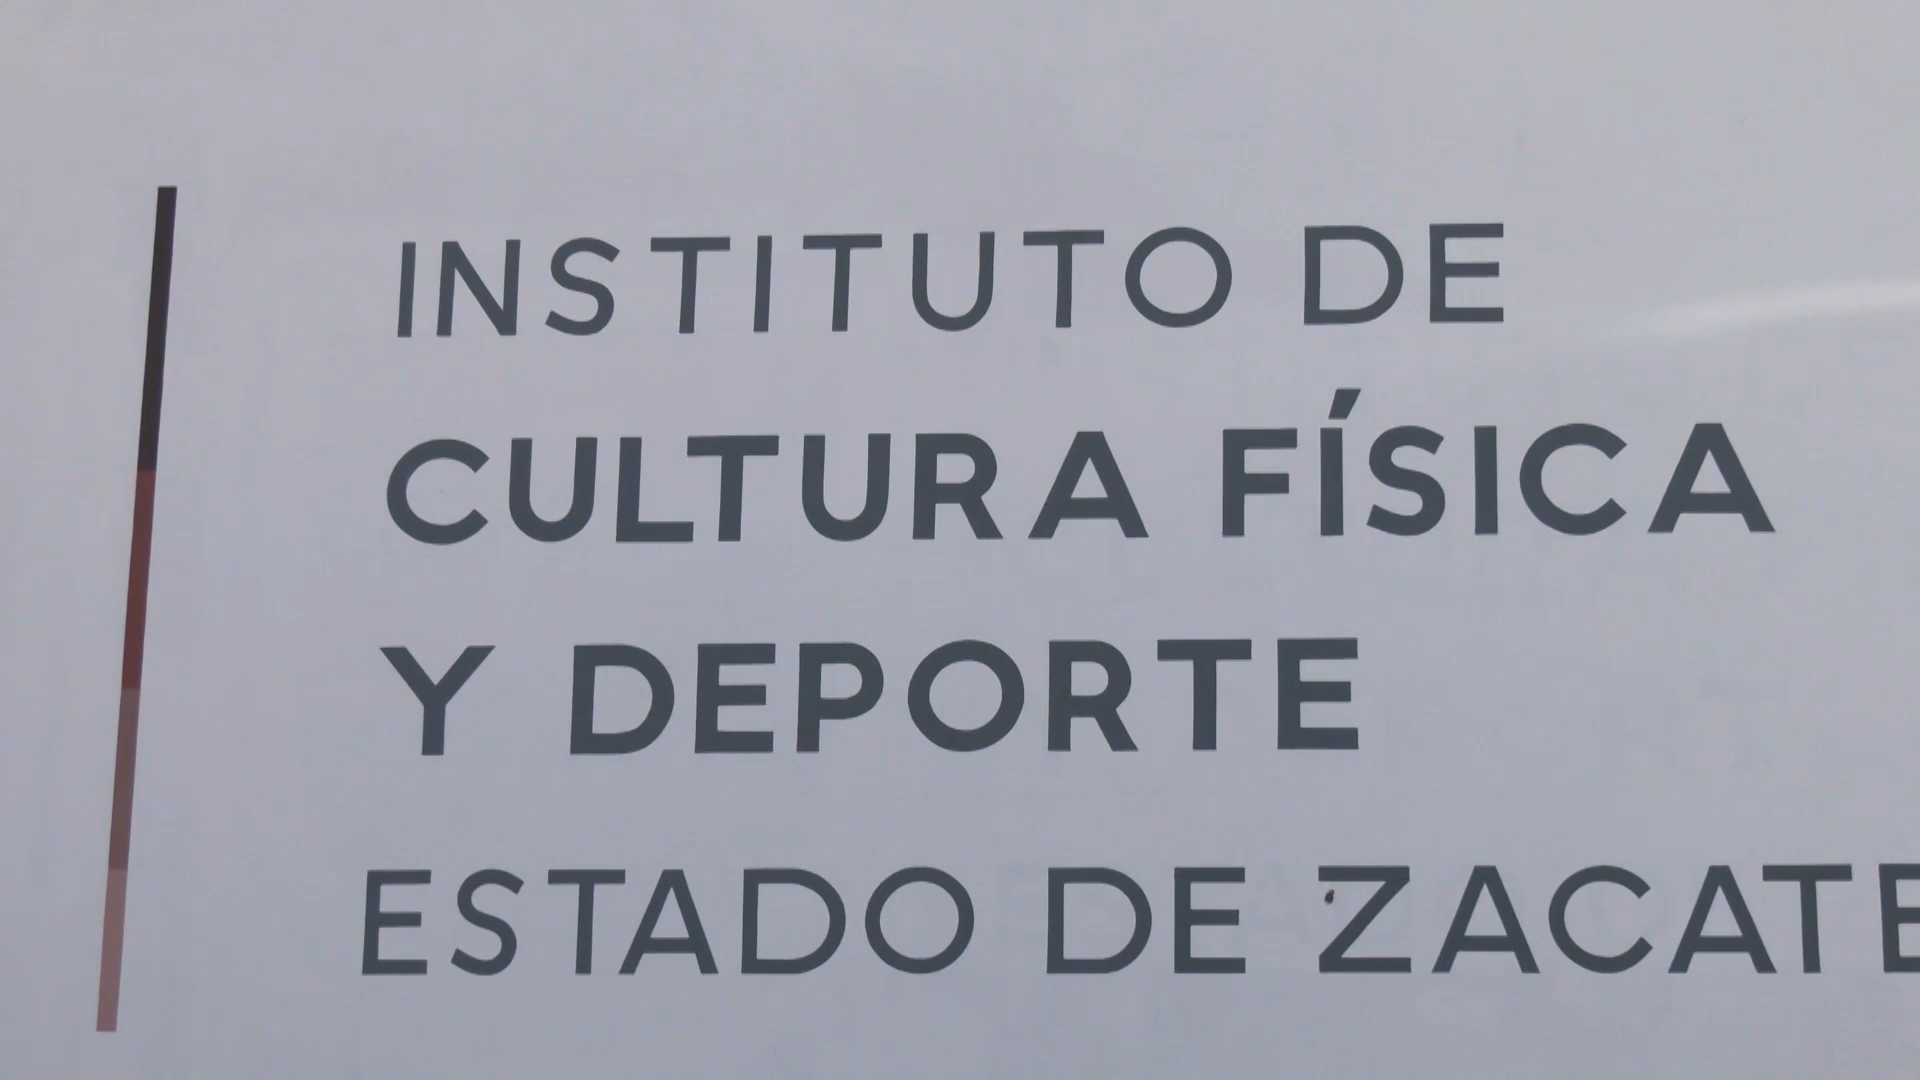 INSTITUTO DE
CULTURA FÍSICA
Y DEPORTE
ESTADO DE ZACATE